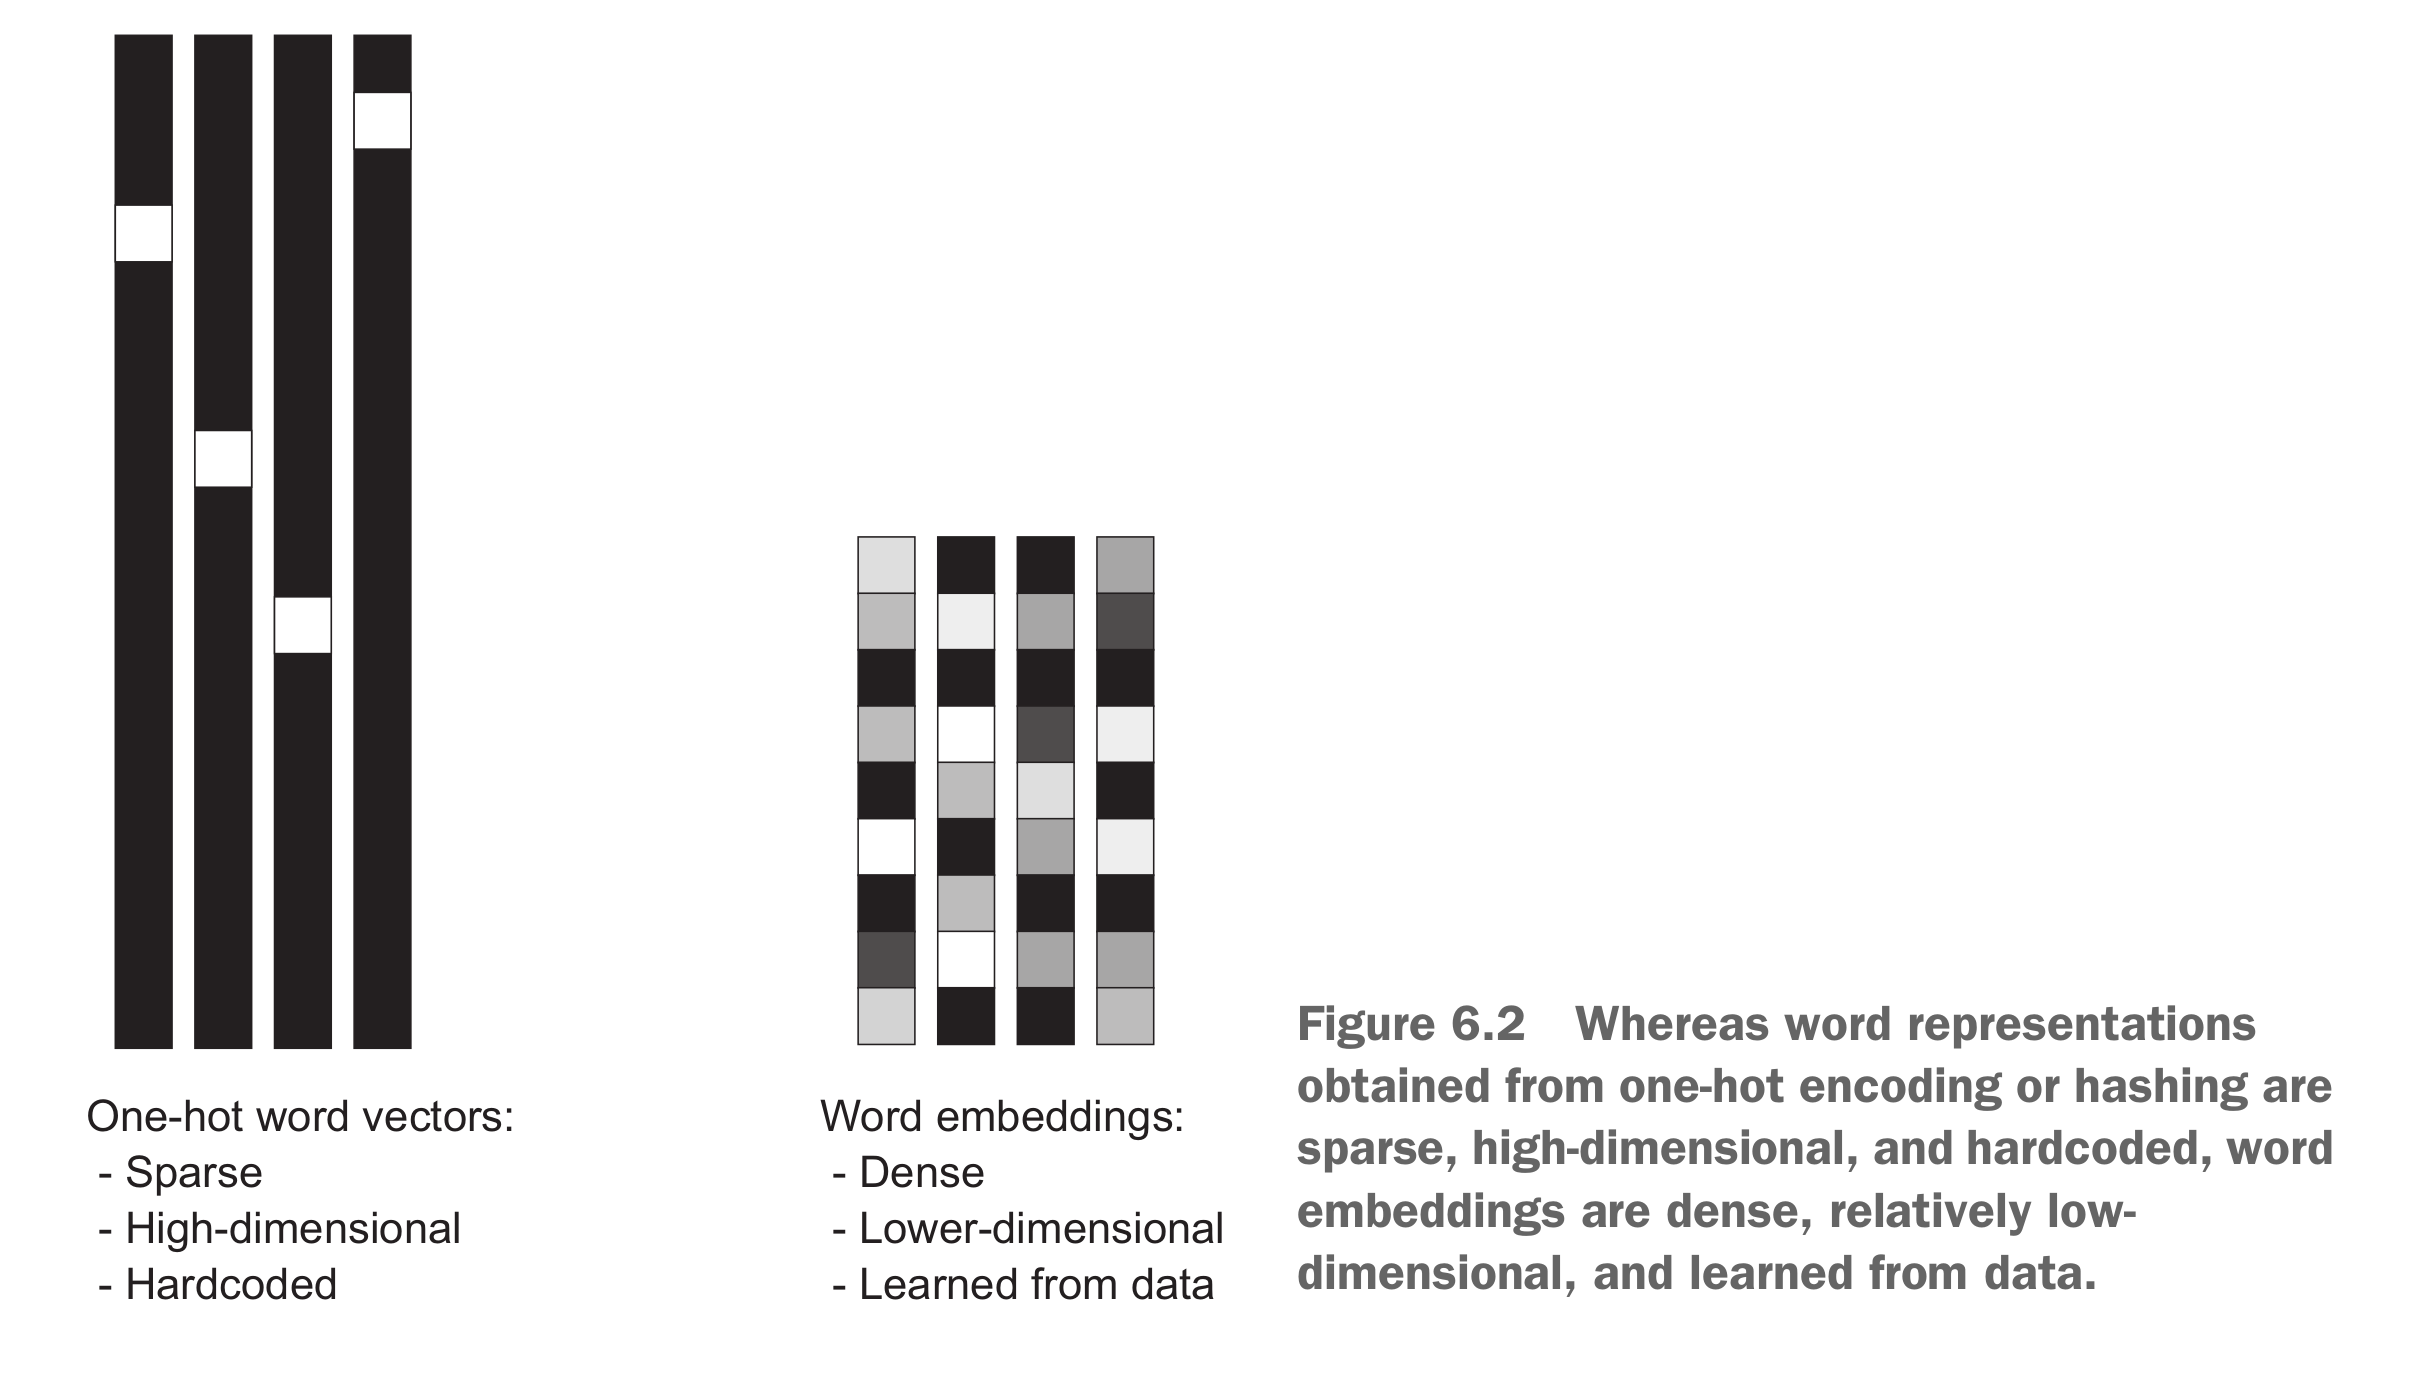 One-hot word vectors:
- Sparse
- High-dimensional
- Hardcoded
Word embeddings:
- Dense
- Lower-dimensional
- Learned from data
Figure 6.2 Whereas word representations
obtained from one-hot encoding or hashing are
sparse, high-dimensional, and hardcoded, word
embeddings are dense, relatively low-
dimensional, and learned from data.